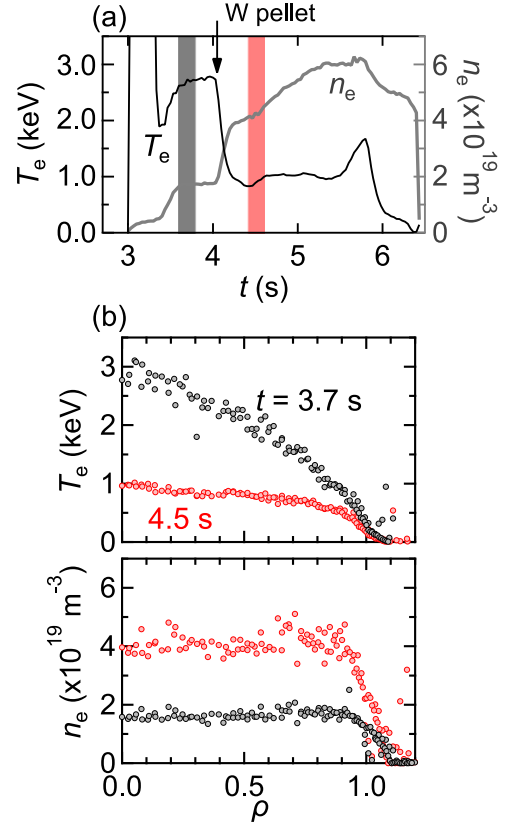 (a)
W pellet
3.0
2.0
1.0
0.0
Te (keV)
Te
ne
6
4
2
0
ne (x10^19 m^-3)
3 4 5 6
t (s)
(b)
3
2
1
0
Te (keV)
t = 3.7 s
4.5 s
6
4
2
0
ne (x10^19 m^-3)
0.0 0.5 1.0
ρ